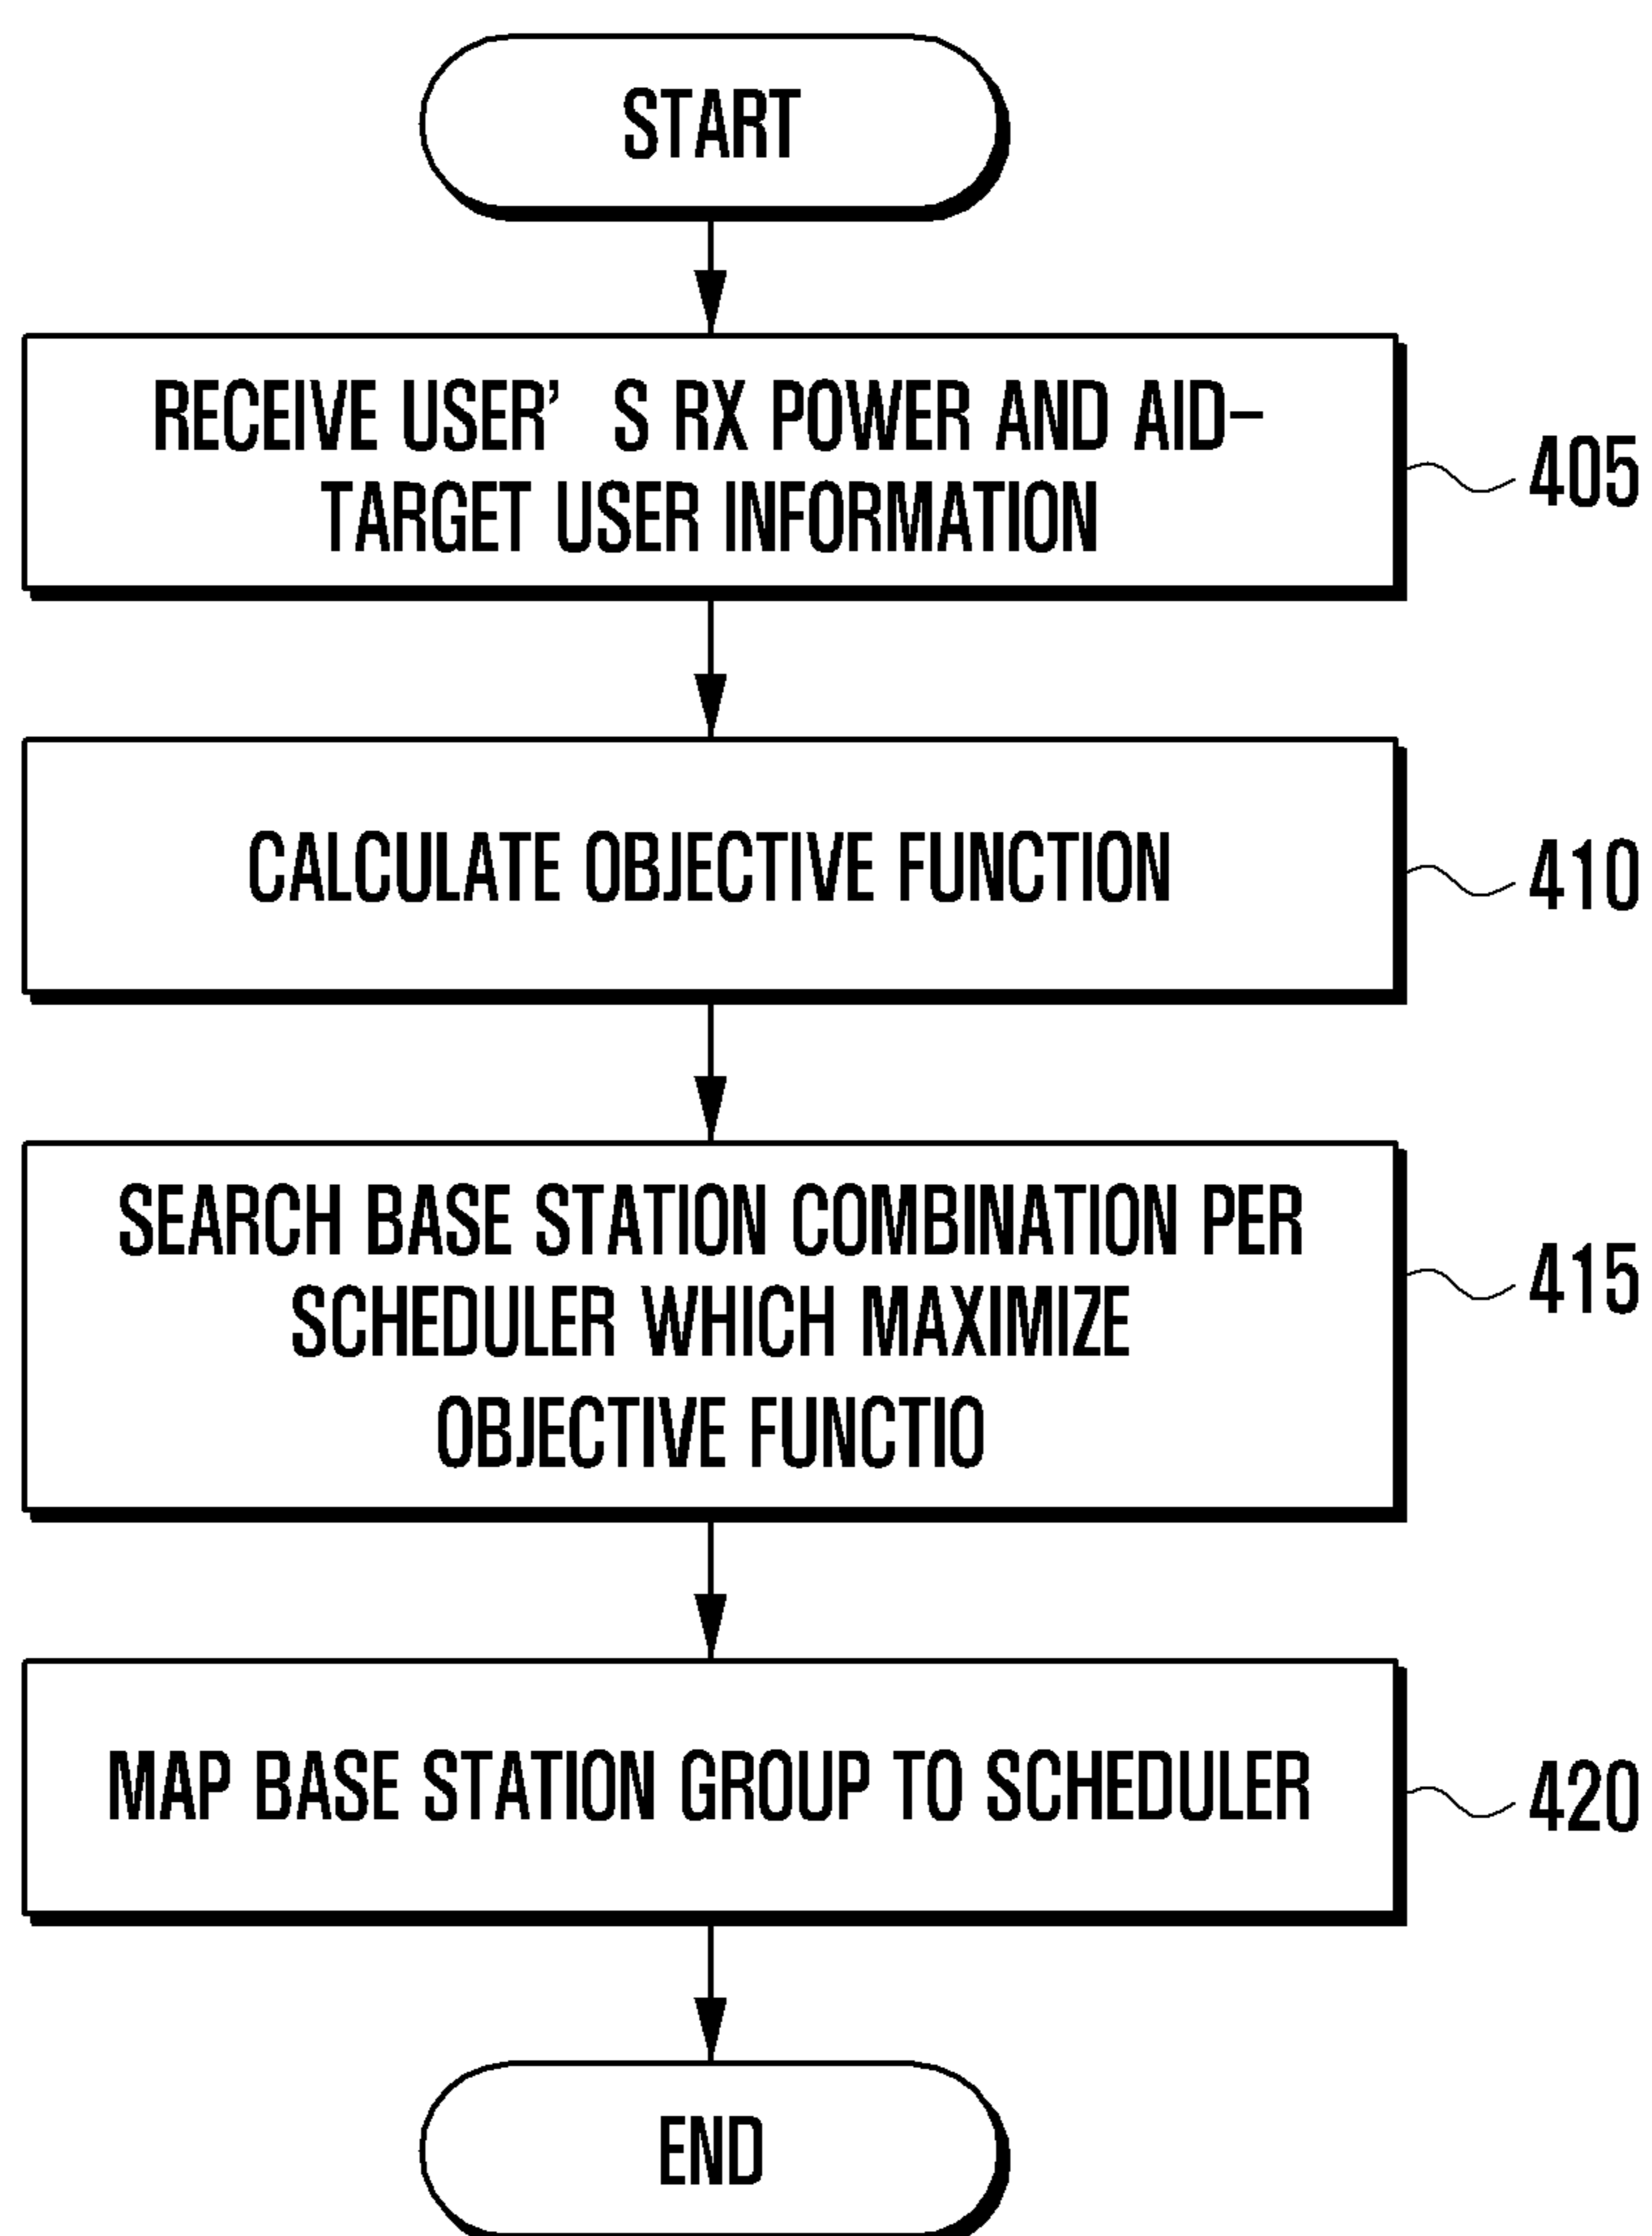 START
RECEIVE USER' S RX POWER AND AID-
TARGET USER INFORMATION
405
CALCULATE OBJECTIVE FUNCTION
410
SEARCH BASE STATION COMBINATION PER
SCHEDULER WHICH MAXIMIZE
OBJECTIVE FUNCTIO
415
MAP BASE STATION GROUP TO SCHEDULER
420
END